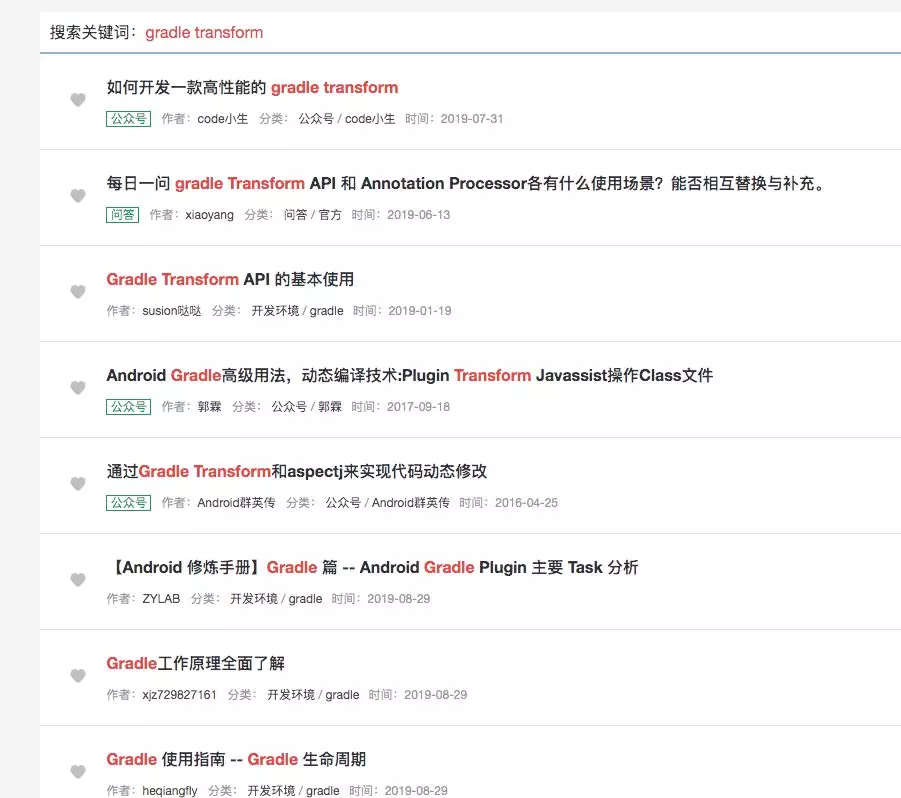 搜索关键词：gradle transform
如何开发一款高性能的 gradle transform
公众号 作者：code小生 分类： 公众号 / code小生 时间：2019-07-31
每日一问 gradle Transform API 和 Annotation Processor各有什么使用场景？能否相互替换与补充。
问答 作者：xiaoyang 分类： 问答 / 官方 时间：2019-06-13
Gradle Transform API 的基本使用
作者：susion哒哒 分类： 开发环境 / gradle 时间：2019-01-19
Android Gradle高级用法，动态编译技术:Plugin Transform Javassist操作Class文件
公众号 作者：郭霖 分类： 公众号 / 郭霖 时间：2017-09-18
通过Gradle Transform和aspectj来实现代码动态修改
公众号 作者：Android群英传 分类： 公众号 / Android群英传 时间：2016-04-25
【Android 修炼手册】Gradle 篇 -- Android Gradle Plugin 主要 Task 分析
作者：ZYLAB 分类： 开发环境 / gradle 时间：2019-08-29
Gradle工作原理全面了解
作者：xjz729827161 分类： 开发环境 / gradle 时间：2019-08-29
Gradle 使用指南 -- Gradle 生命周期
作者：heqiangfly 分类： 开发环境 / gradle 时间：2019-08-29